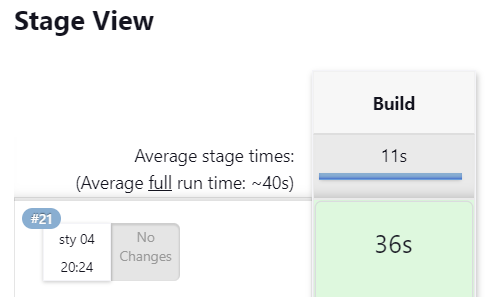 Stage View
Build
Average stage times:
11s
(Average full run time: ~40s)
#21
sty 04
20:24
No
Changes
36s